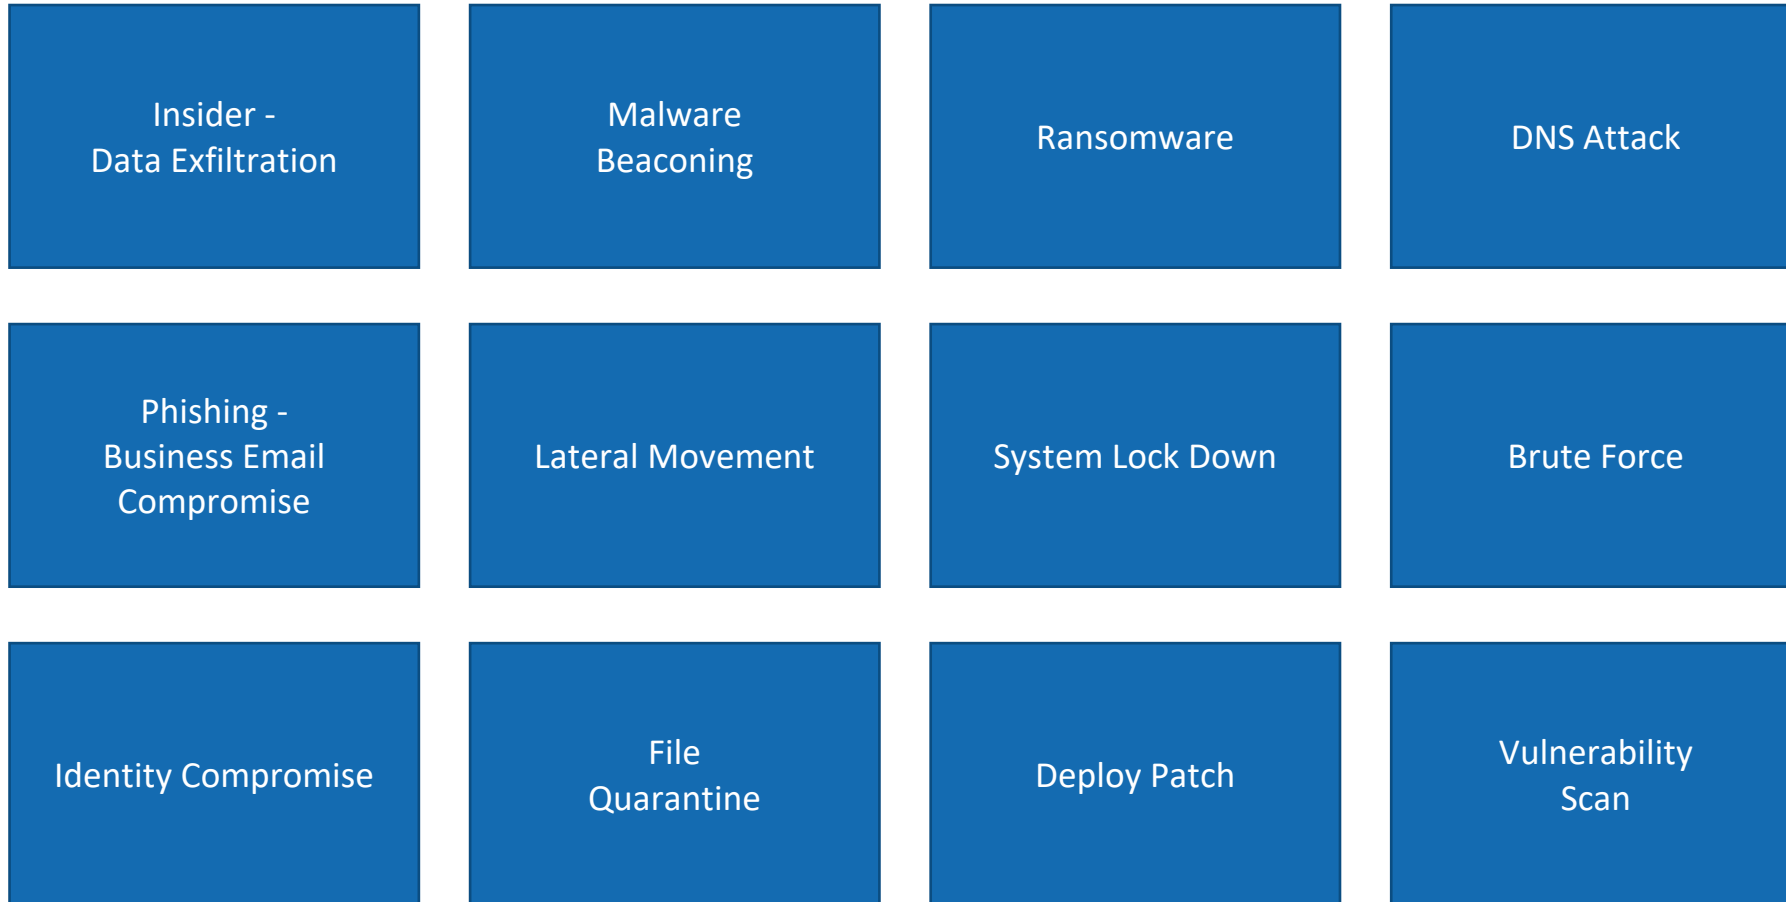 Insider -
Data Exfiltration
Malware
Beaconing
Ransomware
DNS Attack
Phishing -
Business Email
Compromise
Lateral Movement
System Lock Down
Brute Force
Identity Compromise
File
Quarantine
Deploy Patch
Vulnerability
Scan